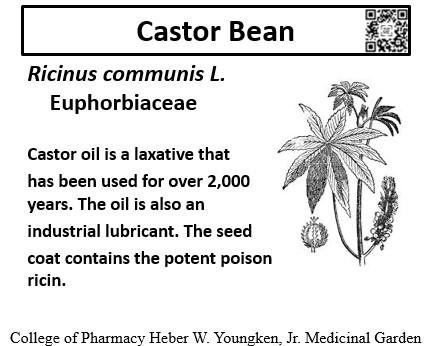 Castor Bean
Ricinus communis L.
Euphorbiaceae
Castor oil is a laxative that
has been used for over 2,000
years. The oil is also an
industrial lubricant. The seed
coat contains the potent poison
ricin.
College of Pharmacy Heber W. Youngken, Jr. Medicinal Garden